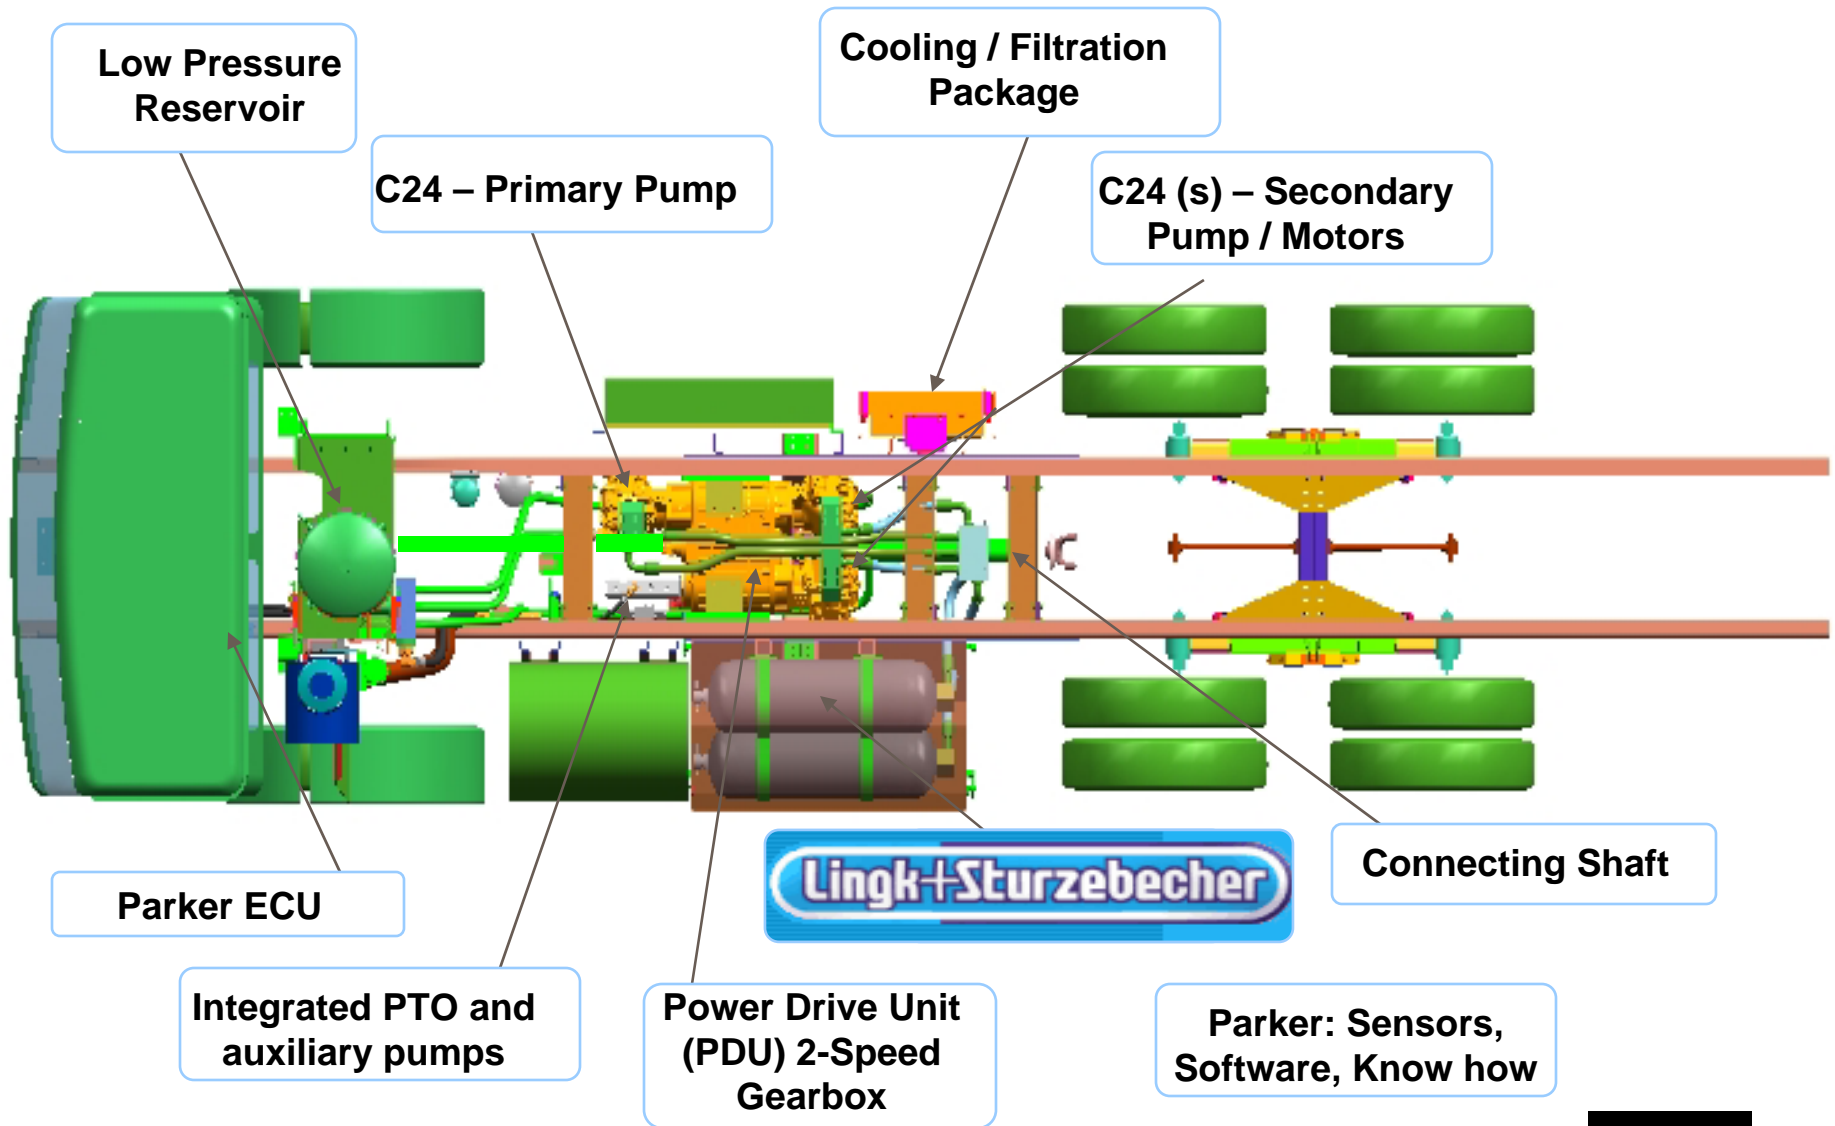 Low Pressure
Reservoir
Cooling / Filtration
Package
C24 – Primary Pump
C24 (s) – Secondary
Pump / Motors
Parker ECU
Lingk+Sturzebecher
Connecting Shaft
Integrated PTO and
auxiliary pumps
Power Drive Unit
(PDU) 2-Speed
Gearbox
Parker: Sensors,
Software, Know how